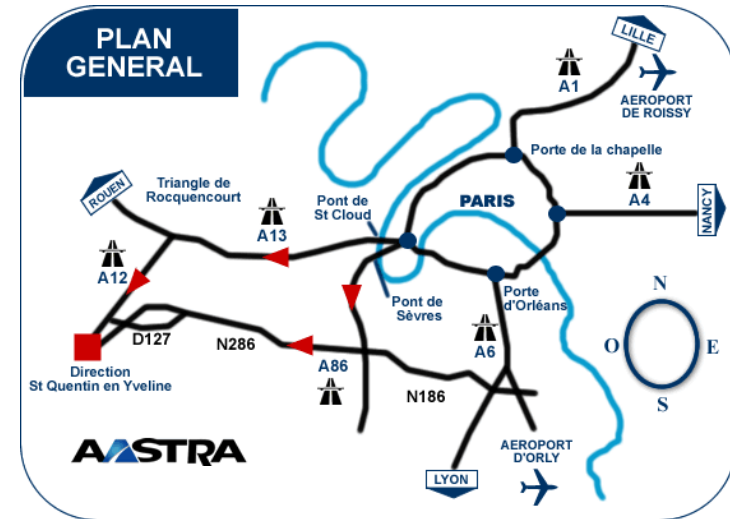 PLAN
GENERAL
LILLE
A1
AEROPORT
DE ROISSY
Porte de la chapelle
ROUEN
Triangle de
Rocquencourt
Pont de
St Cloud
PARIS
A4
NANCY
A13
A12
Pont de
Sèvres
Porte
d'Orléans
N
O
E
S
D127
N286
A86
A6
Direction
St Quentin en Yveline
N186
AASTRA
LYON
AEROPORT
D'ORLY